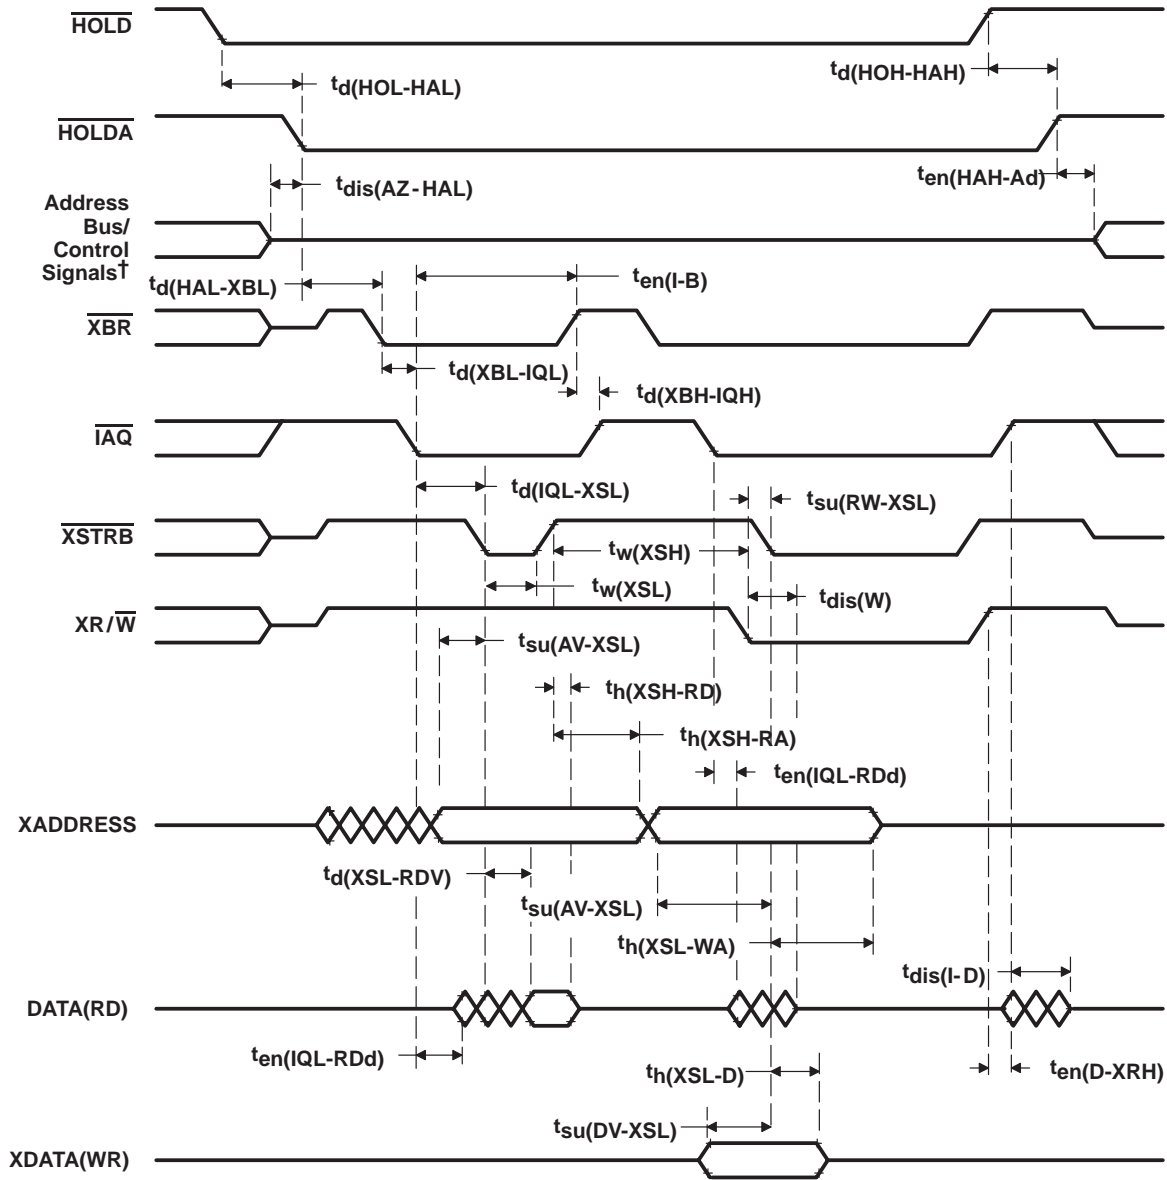 HOLD
td(HOL-HAL)
td(HOH-HAH)
HOLDA
tdis(AZ-HAL)
ten(HAH-Ad)
Address
Bus/
Control
Signals†
td(HAL-XBL)
ten(I-B)
XBR
td(XBL-IQL)
td(XBH-IQH)
IAQ
td(IQL-XSL)
tsu(RW-XSL)
XSTRB
tw(XSH)
tw(XSL)
tdis(W)
XR/W
tsu(AV-XSL)
th(XSH-RD)
th(XSH-RA)
ten(IQL-RDd)
XADDRESS
td(XSL-RDV)
tsu(AV-XSL)
th(XSL-WA)
tdis(I-D)
DATA(RD)
ten(IQL-RDd)
th(XSL-D)
ten(D-XRH)
tsu(DV-XSL)
XDATA(WR)